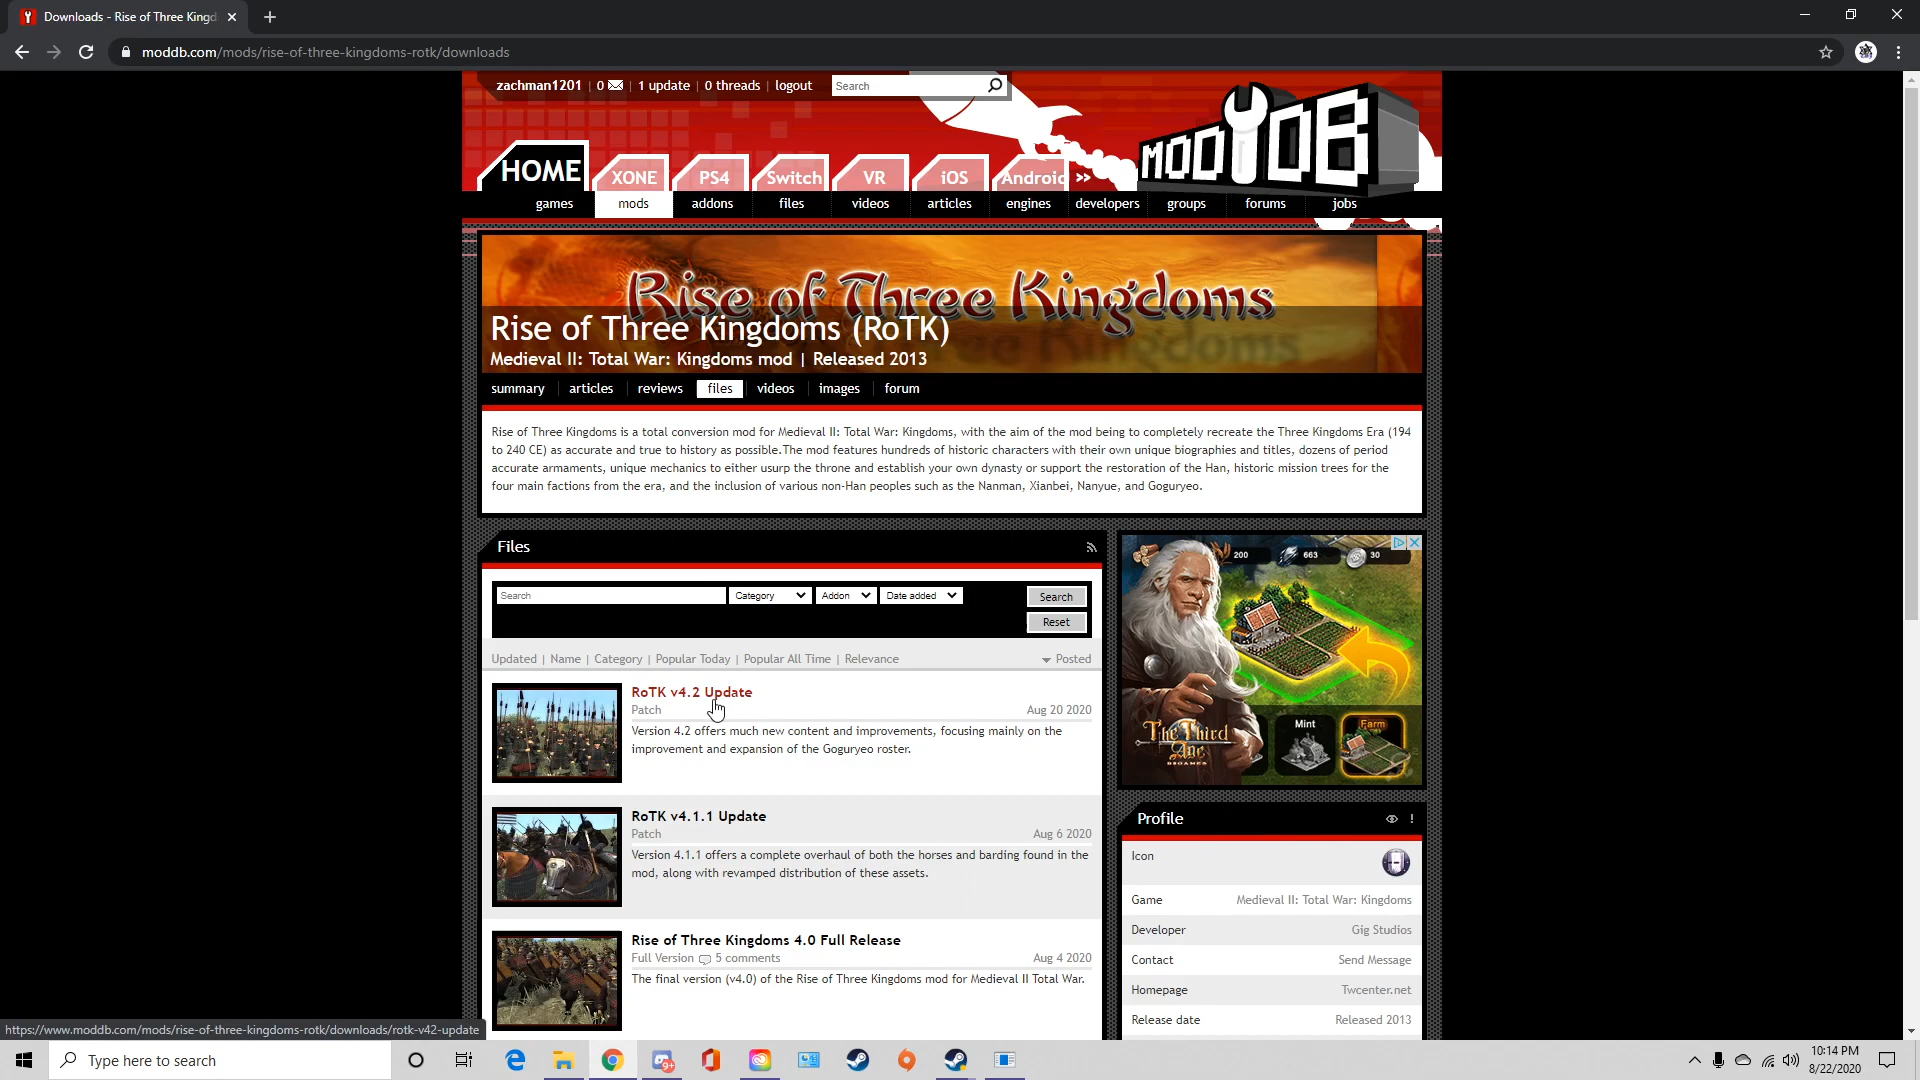 Downloads - Rise of Three Kingd
moddb.com/mods/rise-of-three-kingdoms-rotk/downloads
zachman1201 | 0 | 1 update | 0 threads | logout
Search
MODDB
HOME XONE PS4 Switch VR iOS Android >>
games mods addons files videos articles engines developers groups forums jobs
Rise of Three Kingdoms
Rise of Three Kingdoms (RoTK)
Medieval II: Total War: Kingdoms mod | Released 2013
summary articles reviews files videos images forum
Rise of Three Kingdoms is a total conversion mod for Medieval II: Total War: Kingdoms, with the aim of the mod being to completely recreate the Three Kingdoms Era (194
to 240 CE) as accurate and true to history as possible.The mod features hundreds of historic characters with their own unique biographies and titles, dozens of period
accurate armaments, unique mechanics to either usurp the throne and establish your own dynasty or support the restoration of the Han, historic mission trees for the
four main factions from the era, and the inclusion of various non-Han peoples such as the Nanman, Xianbei, Nanyue, and Goguryeo.
Files
Search Category Addon Date added Search
Reset
Updated | Name | Category | Popular Today | Popular All Time | Relevance Posted
RoTK v4.2 Update
Patch Aug 20 2020
Version 4.2 offers much new content and improvements, focusing mainly on the
improvement and expansion of the Goguryeo roster.
RoTK v4.1.1 Update
Patch Aug 6 2020
Version 4.1.1 offers a complete overhaul of both the horses and barding found in the
mod, along with revamped distribution of these assets.
Rise of Three Kingdoms 4.0 Full Release
Full Version 5 comments Aug 4 2020
The final version (v4.0) of the Rise of Three Kingdoms mod for Medieval II Total War.
200 663 30
The Third Age
Mint Farm
Profile
Icon
Game Medieval II: Total War: Kingdoms
Developer Gig Studios
Contact Send Message
Homepage Twcenter.net
Release date Released 2013
https://www.moddb.com/mods/rise-of-three-kingdoms-rotk/downloads/rotk-v42-update
Type here to search
9+
10:14 PM
8/22/2020